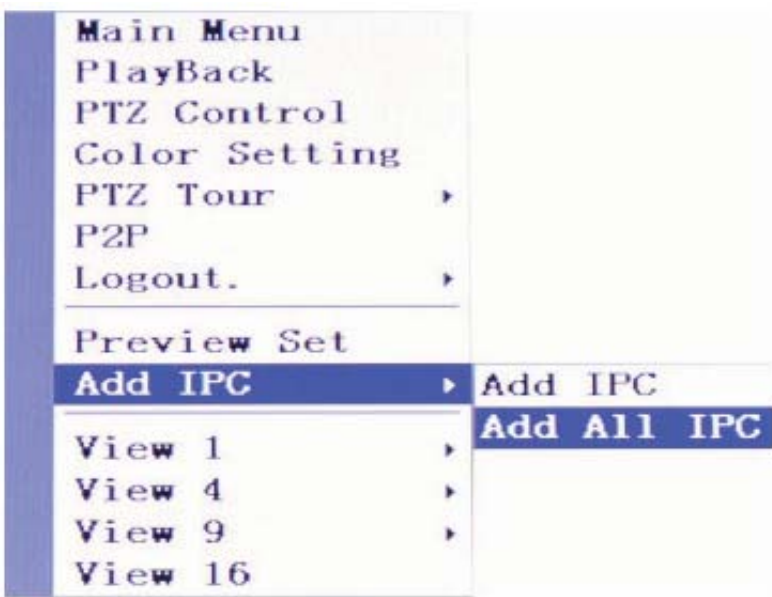 Main Menu
PlayBack
PTZ Control
Color Setting
PTZ Tour
P2P
Logout.
Preview Set
Add IPC
Add IPC
Add All IPC
View 1
View 4
View 9
View 16